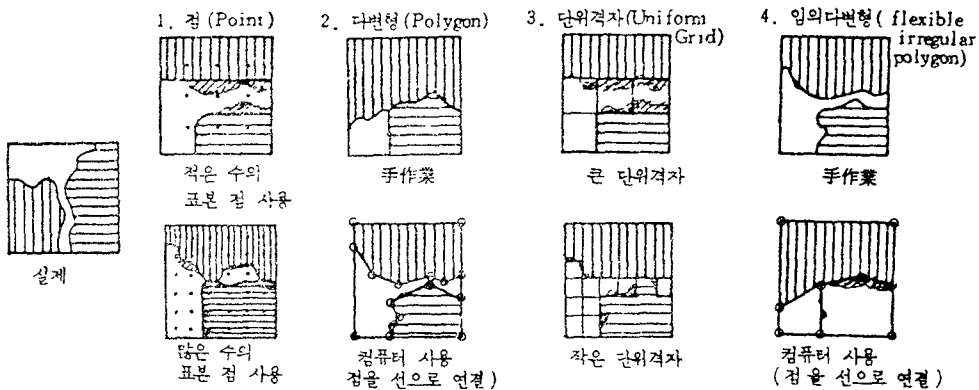 1. 점(Point)
2. 다변형(Polygon)
3. 단위격자(Uniform
Grid)
4. 임의다변형( flexible
irregular
polygon)
적은 수의
표본 점 사용
手作業
큰 단위격자
手作業
실제
많은 수의
표본 점 사용
컴퓨터 사용
점을 선으로 연결)
작은 단위격자
컴퓨터 사용
(점을 선으로 연결)